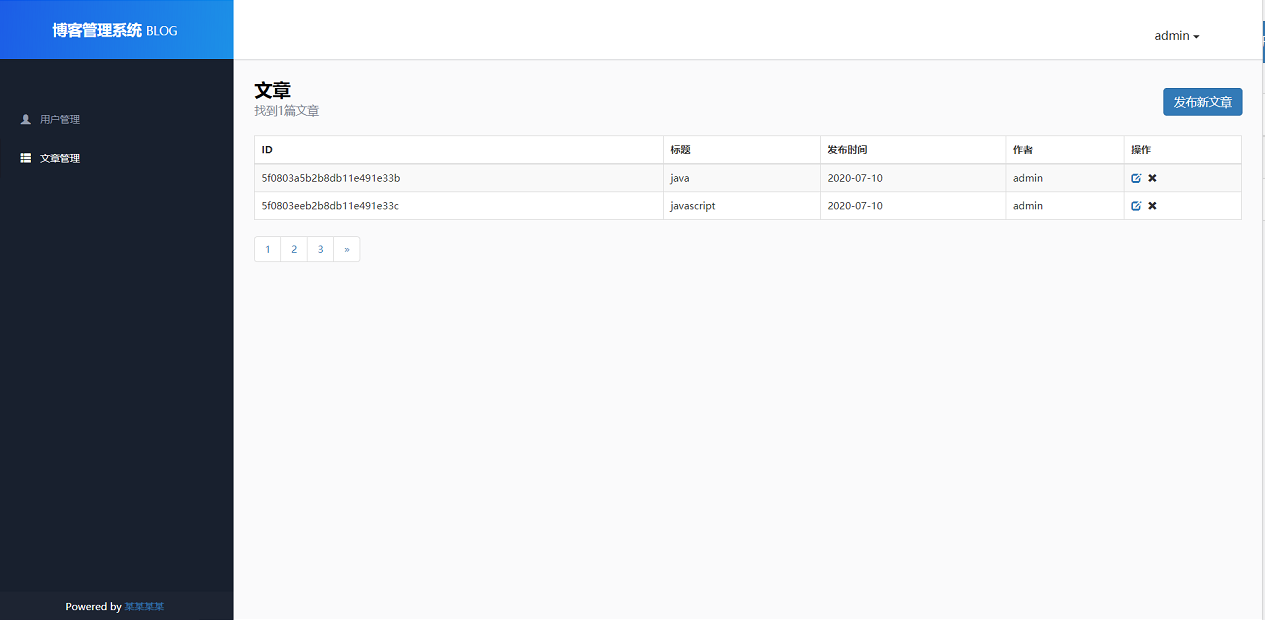 博客管理系统 BLOG
admin
用户管理
文章管理
文章
找到1篇文章
发布新文章
ID 标题 发布时间 作者 操作
5f0803a5b2b8db11e491e33b java 2020-07-10 admin
5f0803eeb2b8db11e491e33c javascript 2020-07-10 admin
1 2 3 »
Powered by 某某某某